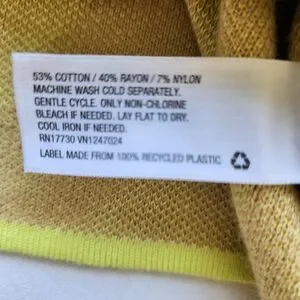 53% COTTON / 40% RAYON / 7% NYLON
MACHINE WASH COLD SEPARATELY.
GENTLE CYCLE. ONLY NON-CHLORINE
BLEACH IF NEEDED. LAY FLAT TO DRY.
COOL IRON IF NEEDED.
RN17730 VN1247024
LABEL MADE FROM 100% RECYCLED PLASTIC